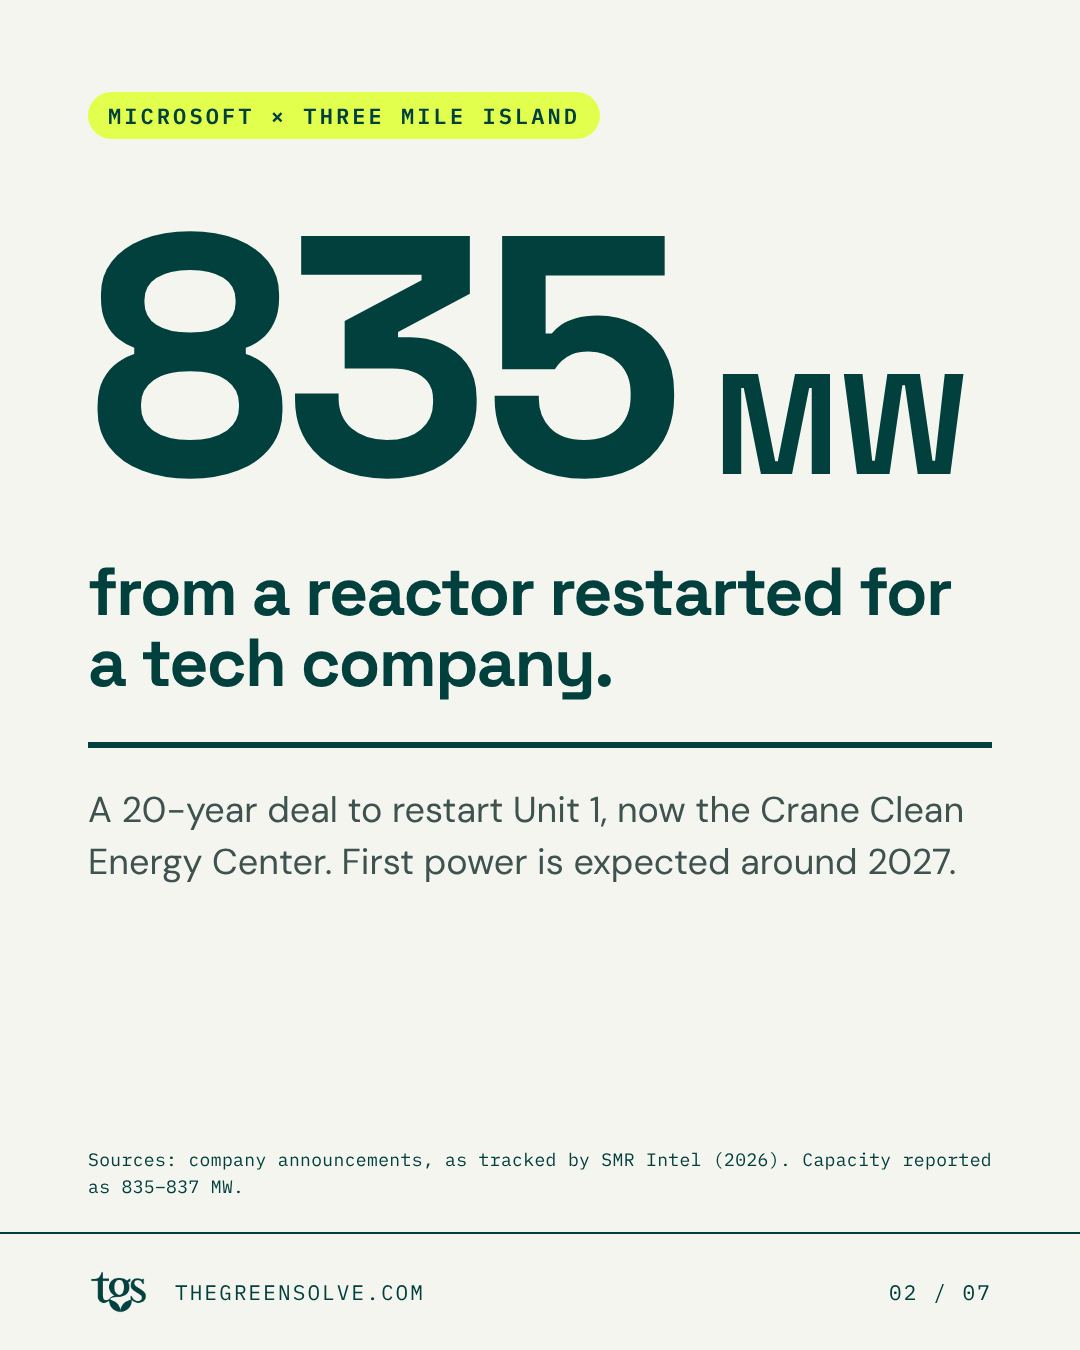 MICROSOFT × THREE MILE ISLAND
835 MW
from a reactor restarted for
a tech company.
A 20-year deal to restart Unit 1, now the Crane Clean
Energy Center. First power is expected around 2027.
Sources: company announcements, as tracked by SMR Intel (2026). Capacity reported
as 835–837 MW.
tgs THEGREENSOLVE.COM 02 / 07